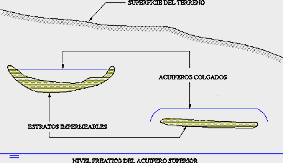 SUPERFICIE DEL TERRENO
ACUIFEROS COLGADOS
ESTRATOS IMPERMEABLES
NIVEL FREATICO DEL ACUIFERO SUPERIOR